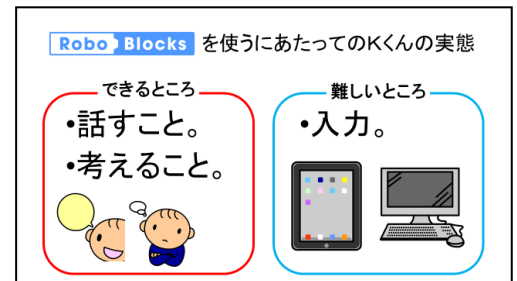 Robo Blocks を使うにあたってのKくんの実態
できるところ
・話すこと。
・考えること。
難しいところ
・入力。